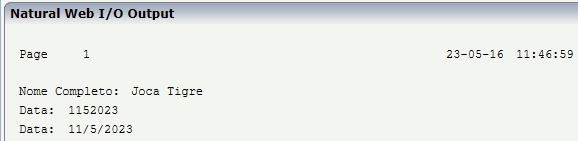 Natural Web I/O Output
Page 1 23-05-16 11:46:59
Nome Completo: Joca Tigre
Data: 1152023
Data: 11/5/2023